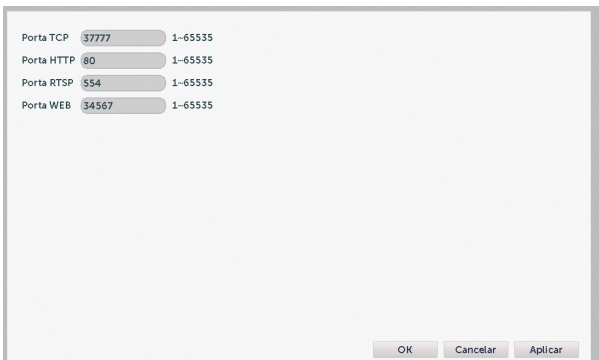 Porta TCP 37777 1~65535
Porta HTTP 80 1~65535
Porta RTSP 554 1~65535
Porta WEB 34567 1~65535
OK Cancelar Aplicar